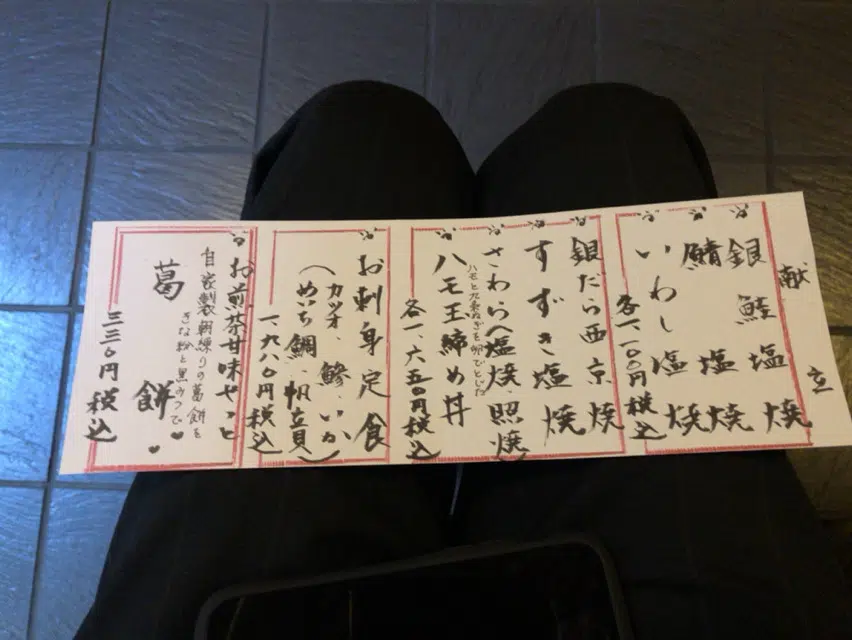 献立
銀鮭塩焼
鯖塩焼
いわし塩焼
各一、一〇〇円税込
銀だら西京焼
すずき塩焼
さわら(塩焼、照焼
ハモと九条ねぎを卵でとじた
ハモ玉締め丼
各一、六五〇円税込
お刺身定食
(カツオ、鯵、いか
めいち鯛、帆立貝)
一、九八〇円税込
お煎茶甘味せっと
自家製朝練りの葛餅を
きな粉と黒みつで♥
葛餅♥
三三〇円税込